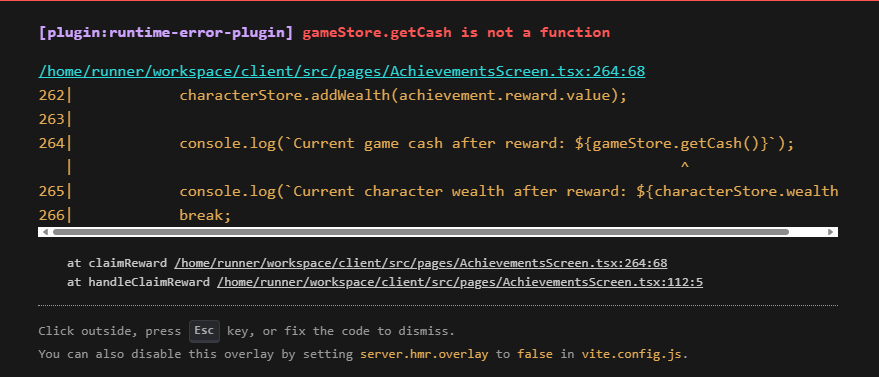 [plugin:runtime-error-plugin] gameStore.getCash is not a function
/home/runner/workspace/client/src/pages/AchievementsScreen.tsx:264:68
262|            characterStore.addWealth(achievement.reward.value);
263|
264|            console.log(`Current game cash after reward: ${gameStore.getCash()}`);
   |                                                                    ^
265|            console.log(`Current character wealth after reward: ${characterStore.wealth
266|            break;
at claimReward /home/runner/workspace/client/src/pages/AchievementsScreen.tsx:264:68
at handleClaimReward /home/runner/workspace/client/src/pages/AchievementsScreen.tsx:112:5
Click outside, press Esc key, or fix the code to dismiss.
You can also disable this overlay by setting server.hmr.overlay to false in vite.config.js.